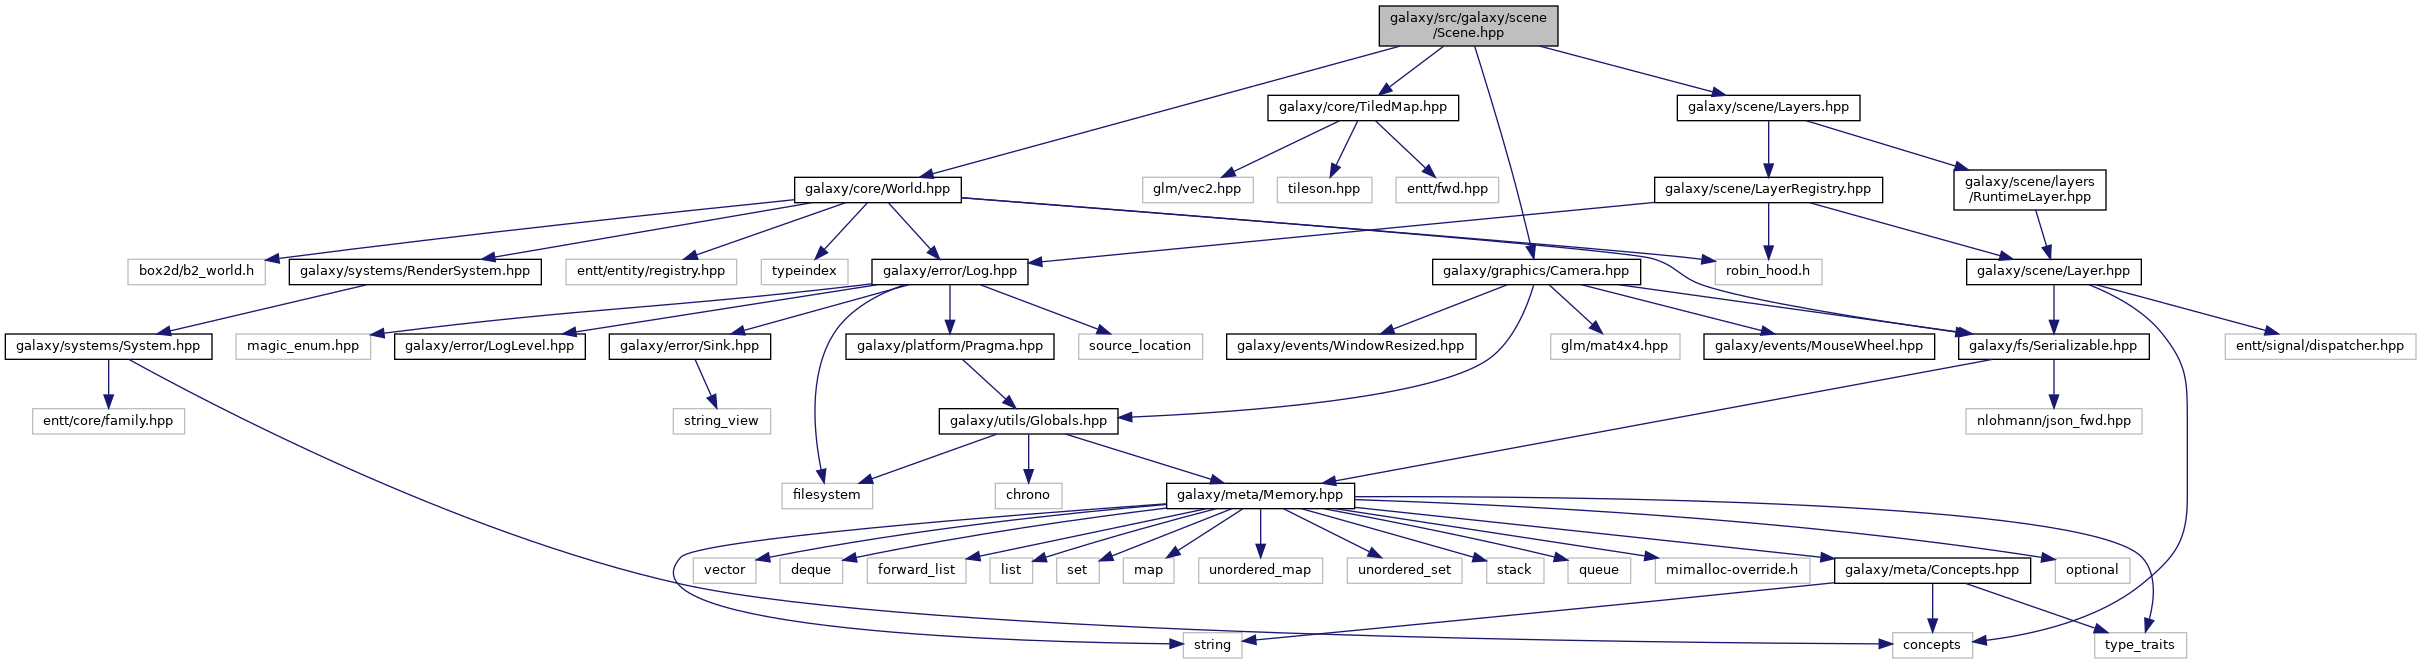 galaxy/src/galaxy/scene
/Scene.hpp
galaxy/core/TiledMap.hpp
galaxy/scene/Layers.hpp
galaxy/core/World.hpp
glm/vec2.hpp
tileson.hpp
entt/fwd.hpp
galaxy/scene/LayerRegistry.hpp
galaxy/scene/layers
/RuntimeLayer.hpp
box2d/b2_world.h
galaxy/systems/RenderSystem.hpp
entt/entity/registry.hpp
typeindex
galaxy/error/Log.hpp
galaxy/graphics/Camera.hpp
robin_hood.h
galaxy/scene/Layer.hpp
galaxy/systems/System.hpp
magic_enum.hpp
galaxy/error/LogLevel.hpp
galaxy/error/Sink.hpp
galaxy/platform/Pragma.hpp
source_location
galaxy/events/WindowResized.hpp
glm/mat4x4.hpp
galaxy/events/MouseWheel.hpp
galaxy/fs/Serializable.hpp
entt/signal/dispatcher.hpp
entt/core/family.hpp
string_view
galaxy/utils/Globals.hpp
nlohmann/json_fwd.hpp
filesystem
chrono
galaxy/meta/Memory.hpp
vector
deque
forward_list
list
set
map
unordered_map
unordered_set
stack
queue
mimalloc-override.h
galaxy/meta/Concepts.hpp
optional
string
concepts
type_traits